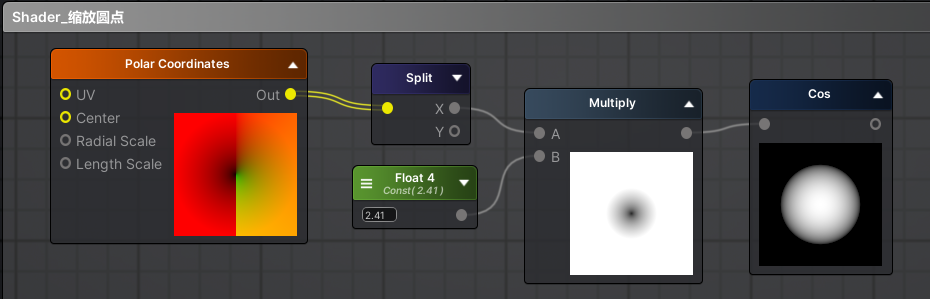 Shader_缩放圆点
Polar Coordinates
UV
Out
Center
Radial Scale
Length Scale
Split
X
Y
Float 4
Const( 2.41 )
2.41
Multiply
A
B
Cos